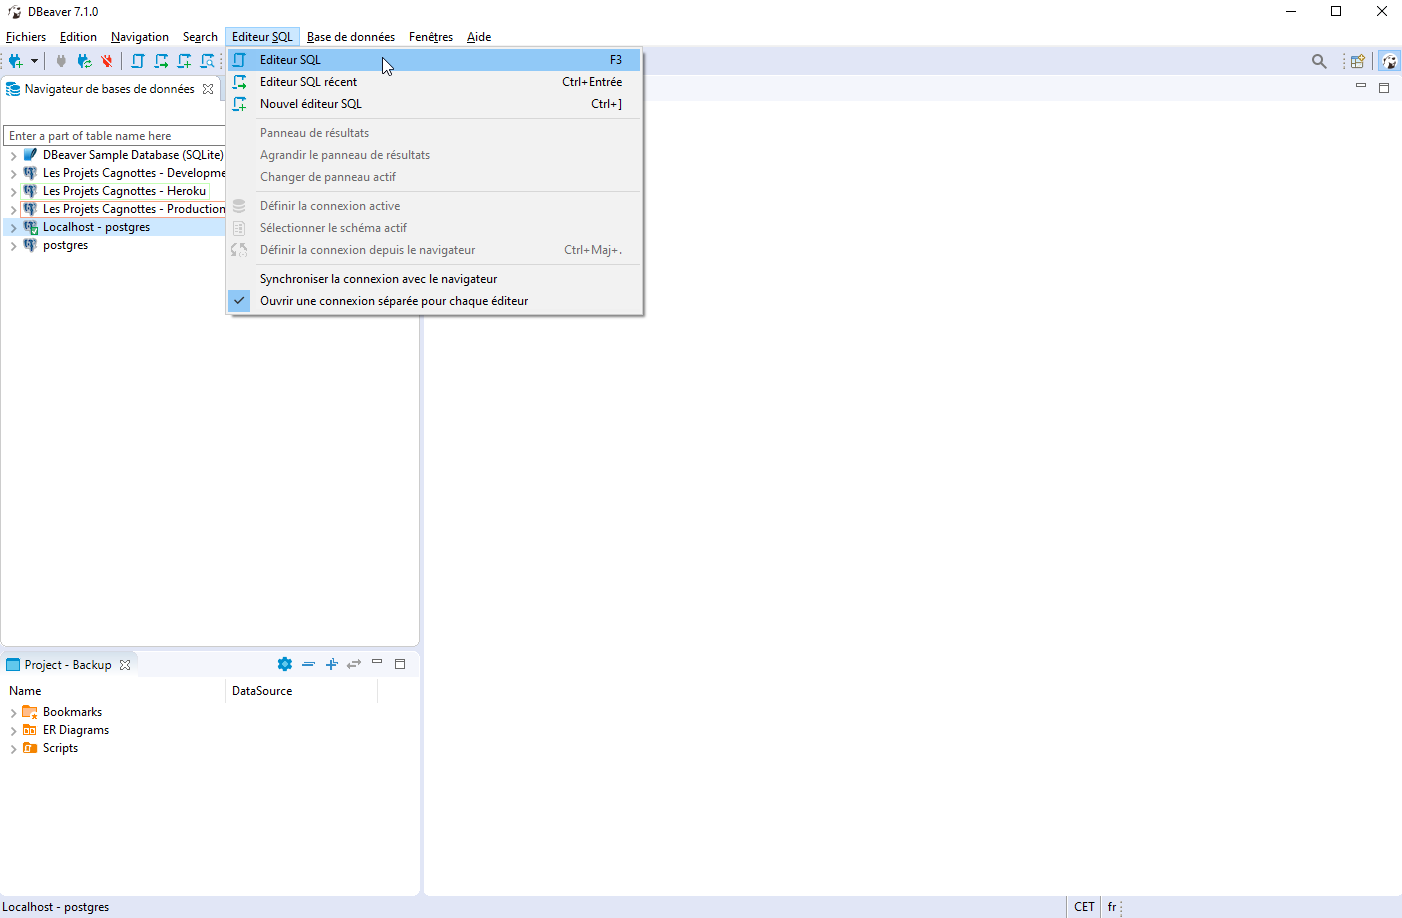 DBeaver 7.1.0
Fichiers Edition Navigation Search Editeur SQL Base de données Fenêtres Aide
Editeur SQL F3
Navigateur de bases de données
Editeur SQL récent Ctrl+Entrée
Nouvel éditeur SQL Ctrl+]
Enter a part of table name here
Panneau de résultats
DBeaver Sample Database (SQLite)
Agrandir le panneau de résultats
Les Projets Cagnottes - Developme
Changer de panneau actif
Les Projets Cagnottes - Heroku
Les Projets Cagnottes - Production
Définir la connexion active
Localhost - postgres
Sélectionner le schéma actif
postgres
Définir la connexion depuis le navigateur Ctrl+Maj+.
Synchroniser la connexion avec le navigateur
Ouvrir une connexion séparée pour chaque éditeur
Project - Backup
Name DataSource
Bookmarks
ER Diagrams
Scripts
Localhost - postgres CET fr